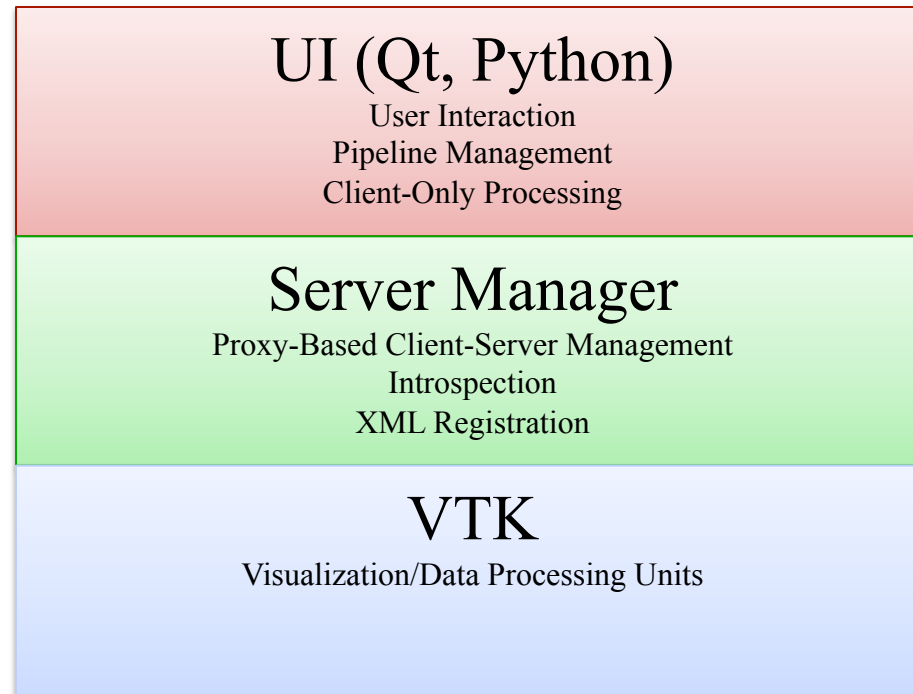 UI (Qt, Python)
User Interaction
Pipeline Management
Client-Only Processing
Server Manager
Proxy-Based Client-Server Management
Introspection
XML Registration
VTK
Visualization/Data Processing Units